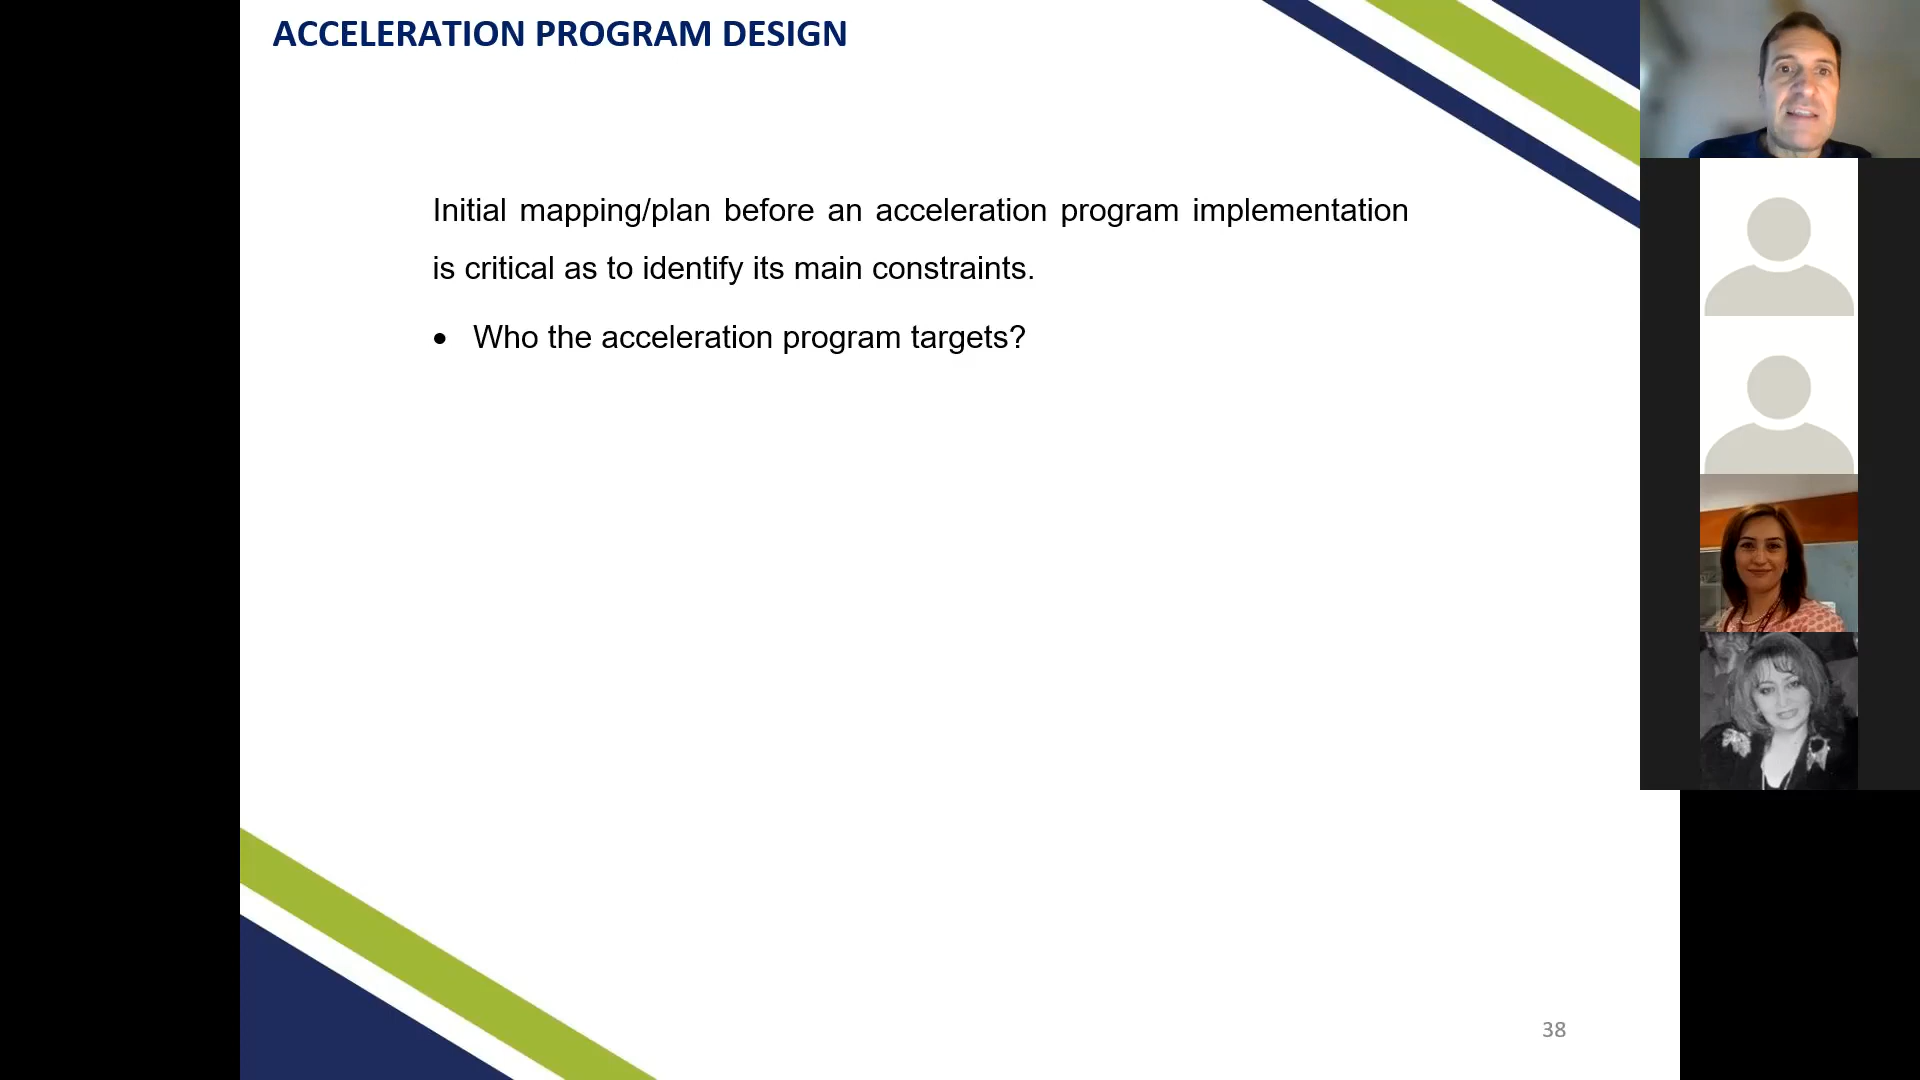 ACCELERATION PROGRAM DESIGN
Initial mapping/plan before an acceleration program implementation
is critical as to identify its main constraints.
• Who the acceleration program targets?
38